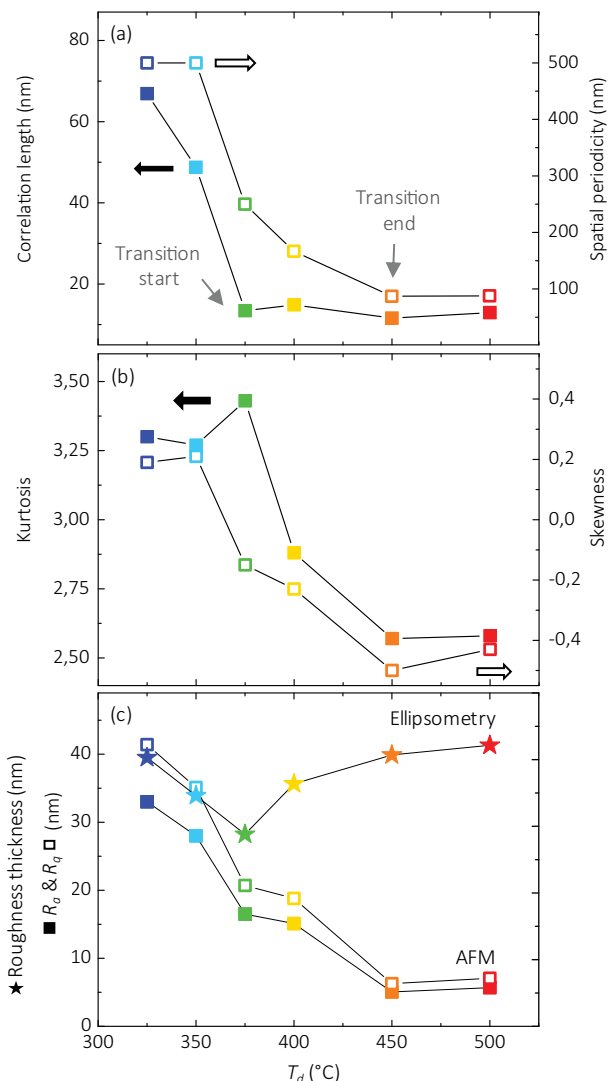 (a)
80
60
40
20
Correlation length (nm)
500
400
300
200
100
Spatial periodicity (nm)
Transition
start
Transition
end
(b)
3,50
3,25
3,00
2,75
2,50
Kurtosis
0,4
0,2
0,0
-0,2
-0,4
Skewness
(c)
Ellipsometry
AFM
40
30
20
10
0
★ Roughness thickness (nm)
■ Ra & Rq □ (nm)
300
350
400
450
500
Td (°C)